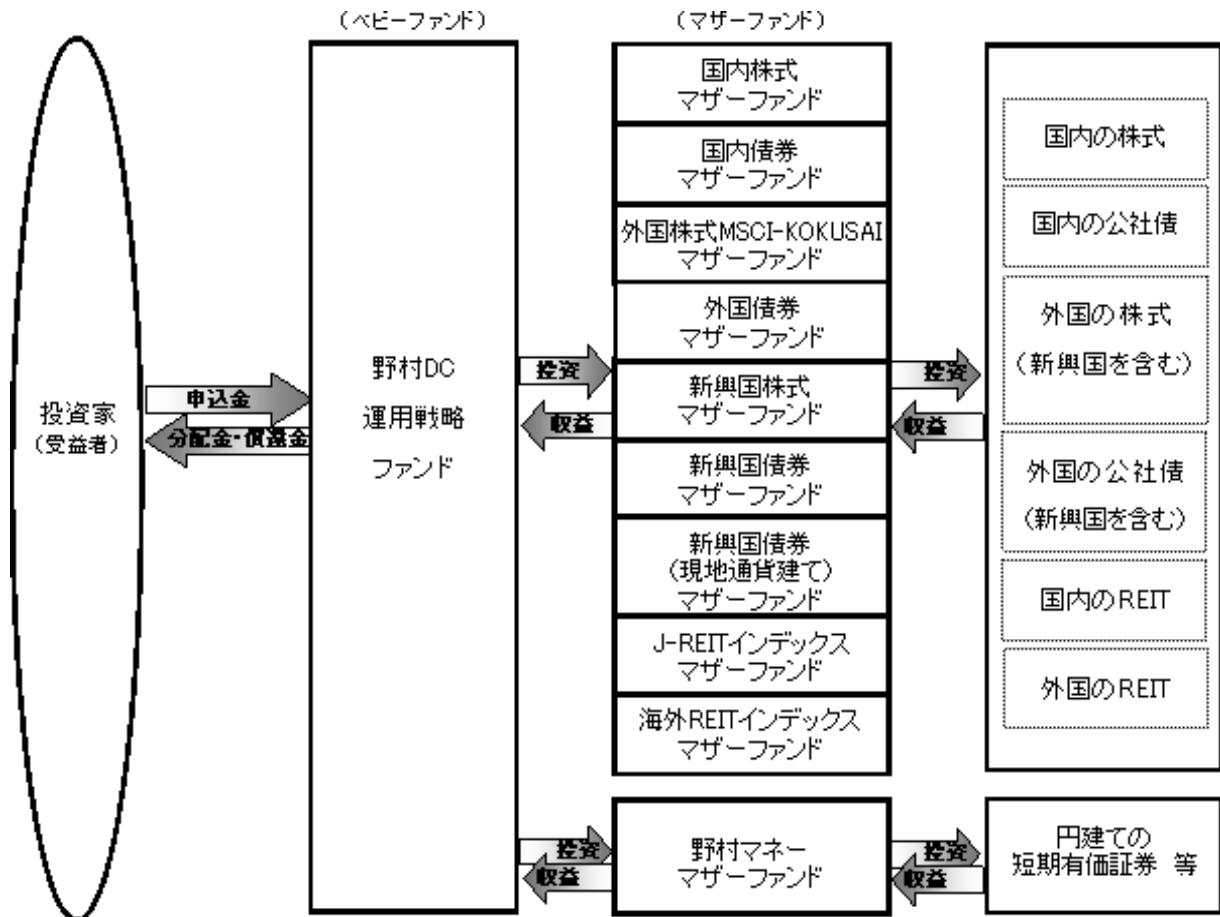 （ベビーファンド）
（マザーファンド）
投資家
（受益者）
申込金
分配金・償還金
野村DC
運用戦略
ファンド
投資
収益
投資
収益
国内株式
マザーファンド
国内債券
マザーファンド
外国株式MSCI-KOKUSAI
マザーファンド
外国債券
マザーファンド
新興国株式
マザーファンド
新興国債券
マザーファンド
新興国債券
（現地通貨建て）
マザーファンド
J-REITインデックス
マザーファンド
海外REITインデックス
マザーファンド
野村マネー
マザーファンド
投資
収益
投資
収益
国内の株式
国内の公社債
外国の株式
（新興国を含む）
外国の公社債
（新興国を含む）
国内のREIT
外国のREIT
円建ての
短期有価証券 等